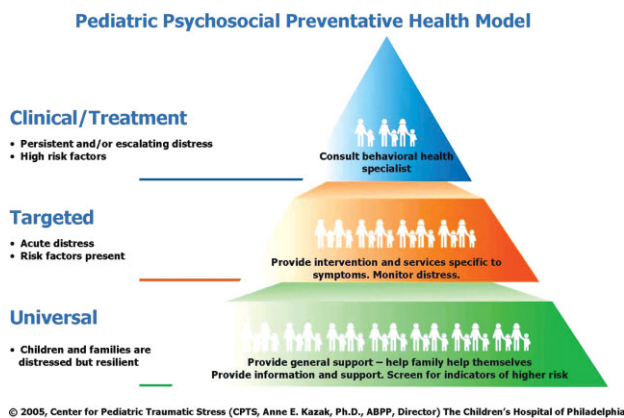 Pediatric Psychosocial Preventative Health Model
Clinical/Treatment
• Persistent and/or escalating distress
• High risk factors
Consult behavioral health
specialist
Targeted
• Acute distress
• Risk factors present
Provide intervention and services specific to
symptoms. Monitor distress.
Universal
• Children and families are
distressed but resilient
Provide general support – help family help themselves
Provide information and support. Screen for indicators of higher risk
© 2005, Center for Pediatric Traumatic Stress (CPTS, Anne E. Kazak, Ph.D., ABPP, Director) The Children's Hospital of Philadelphia